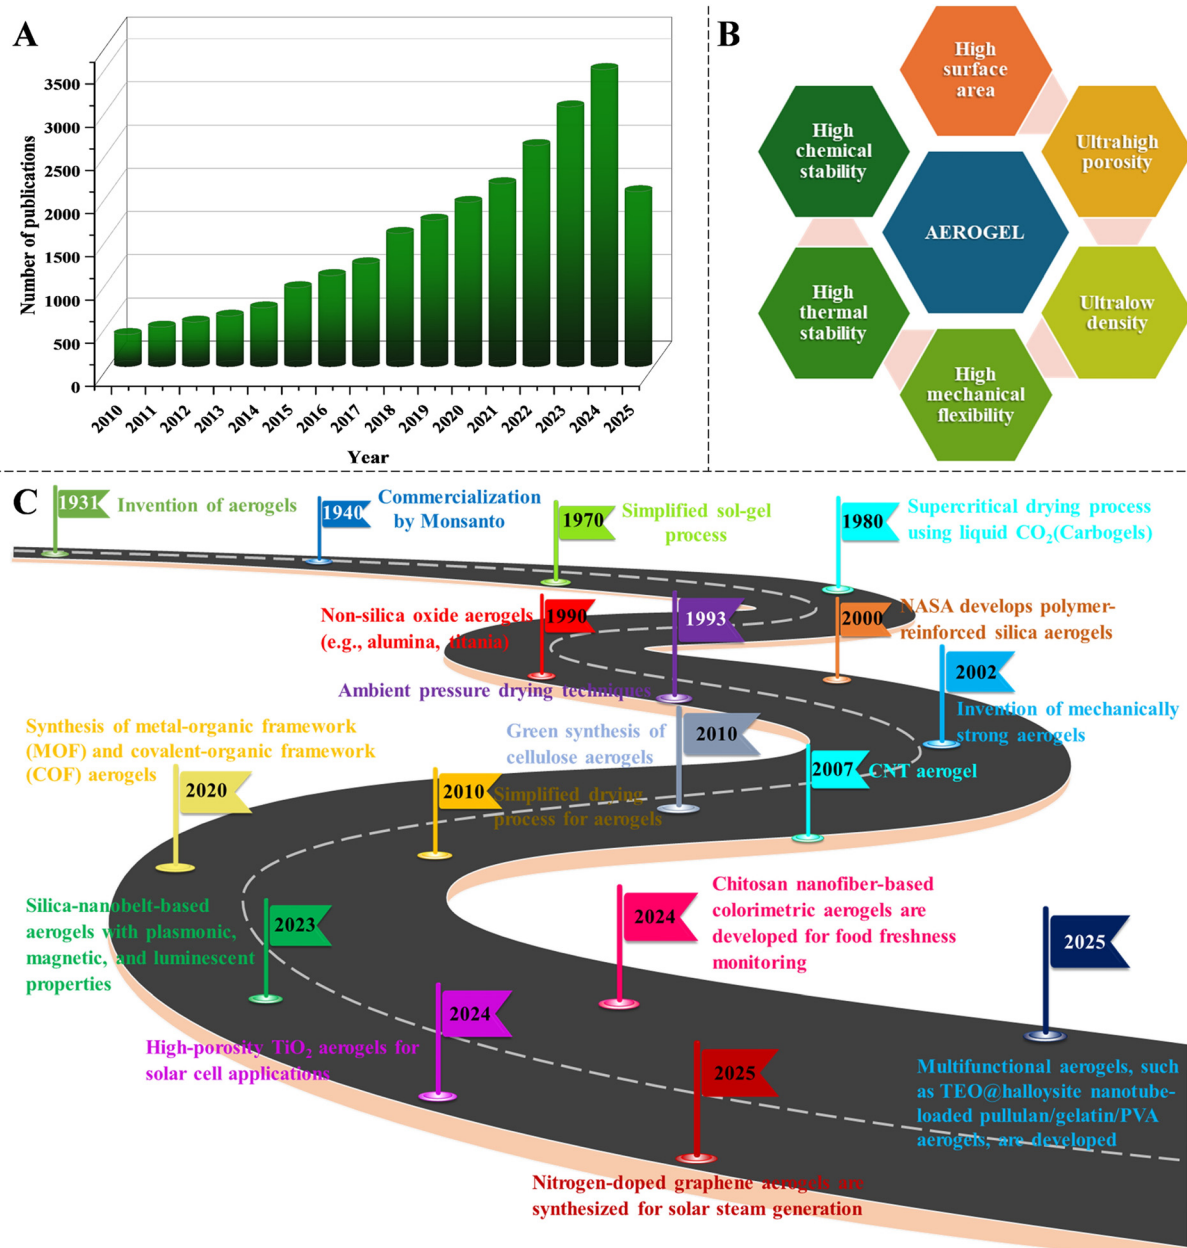 A
Number of publications
3500
3000
2500
2000
1500
1000
500
0
2010
2011
2012
2013
2014
2015
2016
2017
2018
2019
2020
2021
2022
2023
2024
2025
Year
B
High
surface
area
High
chemical
stability
Ultrahigh
porosity
AEROGEL
High
thermal
stability
Ultralow
density
High
mechanical
flexibility
C
1931
Invention of aerogels
1940
Commercialization
by Monsanto
1970
Simplified sol-gel
process
1980
Supercritical drying process
using liquid CO₂(Carbogels)
Non-silica oxide aerogels
(e.g., alumina, titania)
1990
1993
Ambient pressure drying techniques
2000
NASA develops polymer-
reinforced silica aerogels
2002
Invention of mechanically
strong aerogels
Synthesis of metal-organic framework
(MOF) and covalent-organic framework
(COF) aerogels
2020
Green synthesis of
cellulose aerogels
2010
2007
CNT aerogel
2010
Simplified drying
process for aerogels
Silica-nanobelt-based
aerogels with plasmonic,
magnetic, and luminescent
properties
2023
2024
Chitosan nanofiber-based
colorimetric aerogels are
developed for food freshness
monitoring
2025
2024
High-porosity TiO₂ aerogels for
solar cell applications
2025
Multifunctional aerogels, such
as TEO@halloysite nanotube-
loaded pullulan/gelatin/PVA
aerogels, are developed
Nitrogen-doped graphene aerogels are
synthesized for solar steam generation